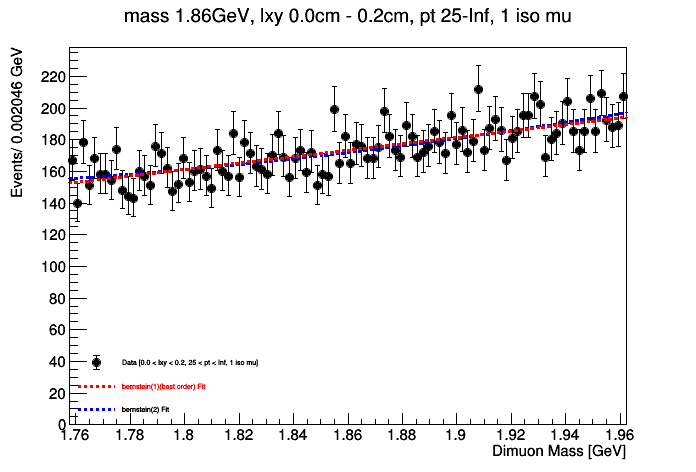 mass 1.86GeV, lxy 0.0cm - 0.2cm, pt 25-Inf, 1 iso mu
Events/ 0.002046 GeV
220
200
180
160
140
120
100
80
60
40
20
0
Data [0.0 < lxy < 0.2, 25 < pt < Inf, 1 iso mu]
bernstein(1)(best order) Fit
bernstein(2) Fit
1.76 1.78 1.8 1.82 1.84 1.86 1.88 1.9 1.92 1.94 1.96
Dimuon Mass [GeV]